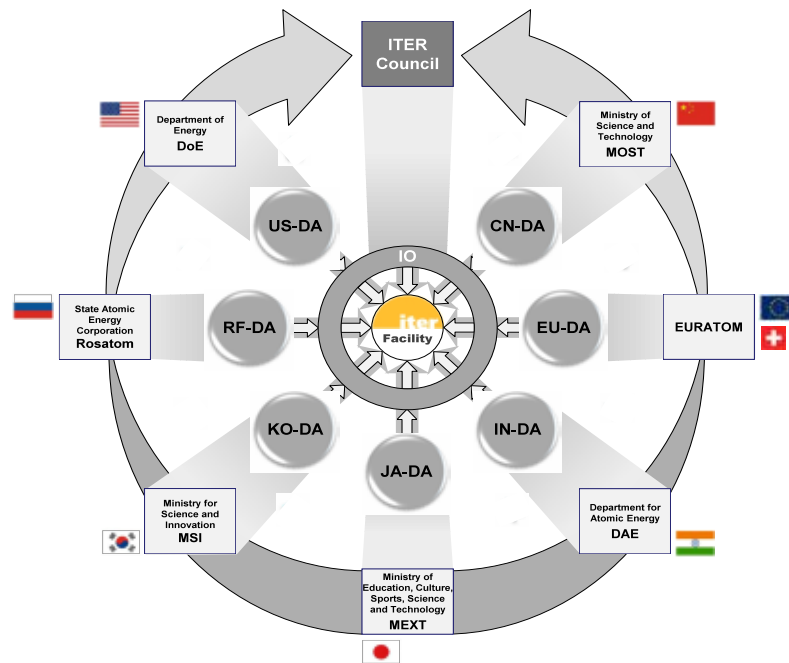 ITER
Council
Department of
Energy
DoE
Ministry of
Science and
Technology
MOST
US-DA
CN-DA
IO
State Atomic
Energy
Corporation
Rosatom
RF-DA
iter
Facility
EU-DA
EURATOM
KO-DA
IN-DA
JA-DA
Ministry for
Science and
Innovation
MSI
Department for
Atomic Energy
DAE
Ministry of
Education, Culture,
Sports, Science
and Technology
MEXT